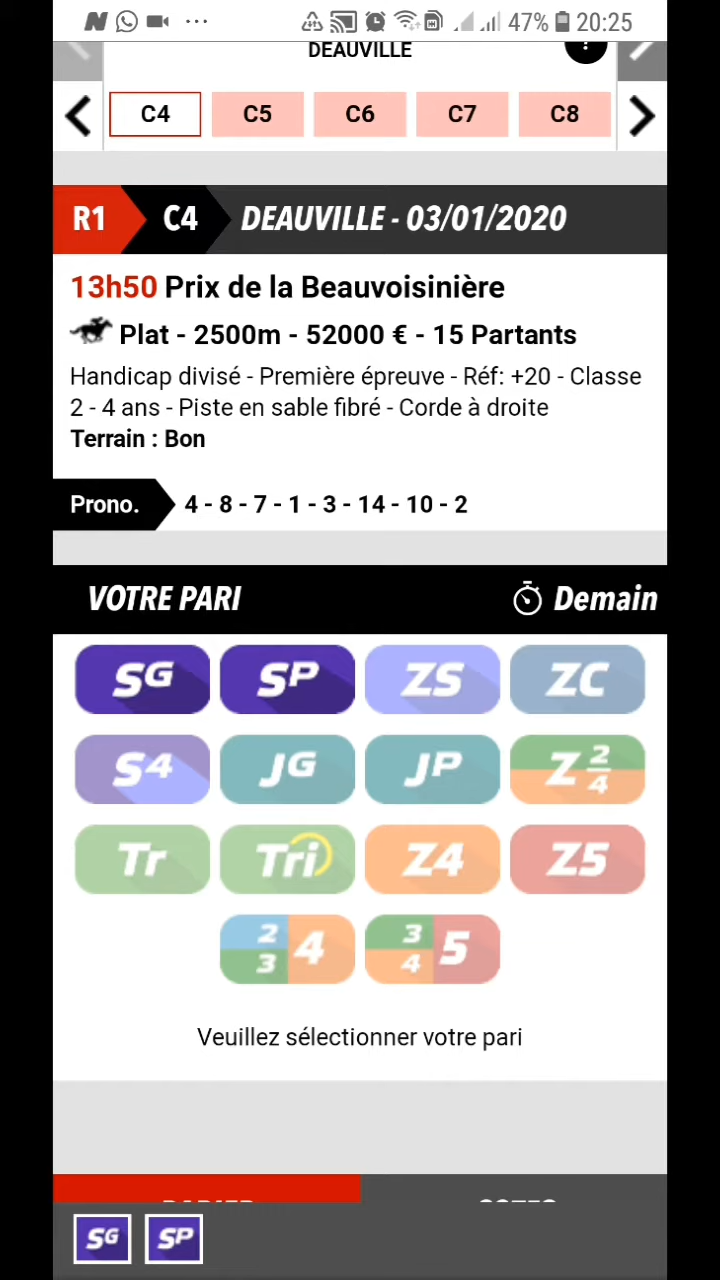 47% 20:25
DEAUVILLE
C4 C5 C6 C7 C8
R1 C4 DEAUVILLE - 03/01/2020
13h50 Prix de la Beauvoisinière
Plat - 2500m - 52000 € - 15 Partants
Handicap divisé - Première épreuve - Réf: +20 - Classe
2 - 4 ans - Piste en sable fibré - Corde à droite
Terrain : Bon
Prono. 4 - 8 - 7 - 1 - 3 - 14 - 10 - 2
VOTRE PARI Demain
SG SP ZS ZC
S4 JG JP Z 2/4
Tr Tri Z4 Z5
2/3 4 3/4 5
Veuillez sélectionner votre pari
SG SP